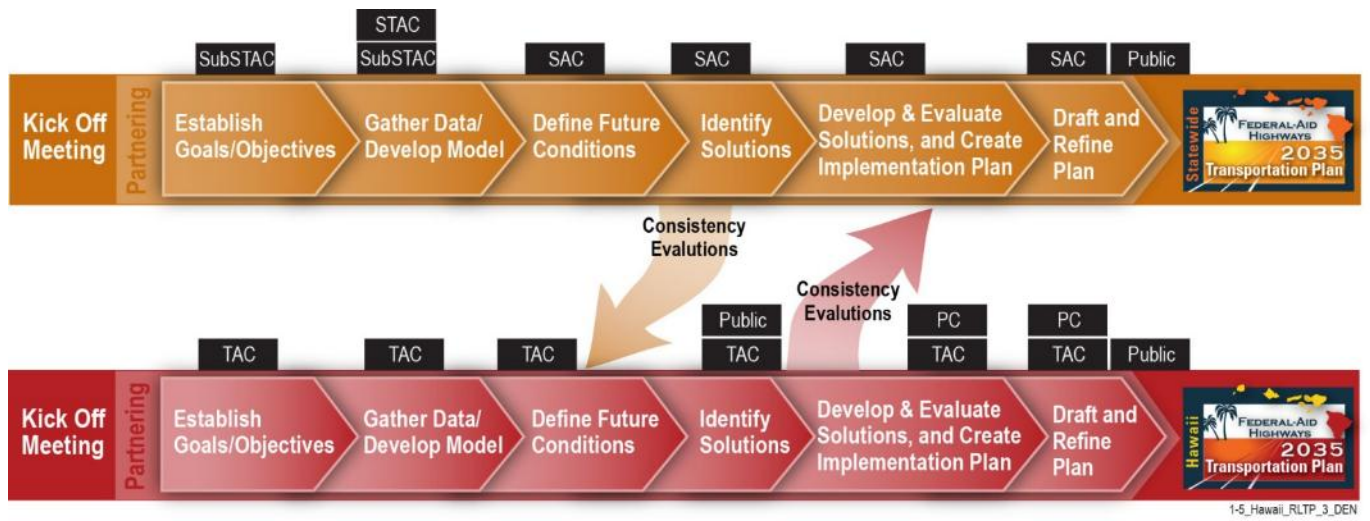 STAC
SubSTAC
SubSTAC
SAC
SAC
SAC
SAC
Public
Kick Off
Meeting
Partnering
Establish
Goals/Objectives
Gather Data/
Develop Model
Define Future
Conditions
Identify
Solutions
Develop & Evaluate
Solutions, and Create
Implementation Plan
Draft and
Refine
Plan
Statewide
FEDERAL-AID
HIGHWAYS
2035
Transportation Plan
Consistency
Evalutions
Consistency
Evalutions
Public
PC
PC
TAC
TAC
TAC
TAC
TAC
TAC
Public
Kick Off
Meeting
Partnering
Establish
Goals/Objectives
Gather Data/
Develop Model
Define Future
Conditions
Identify
Solutions
Develop & Evaluate
Solutions, and Create
Implementation Plan
Draft and
Refine
Plan
Hawaii
FEDERAL-AID
HIGHWAYS
2035
Transportation Plan
1-5_Hawaii_RLTP_3_DEN